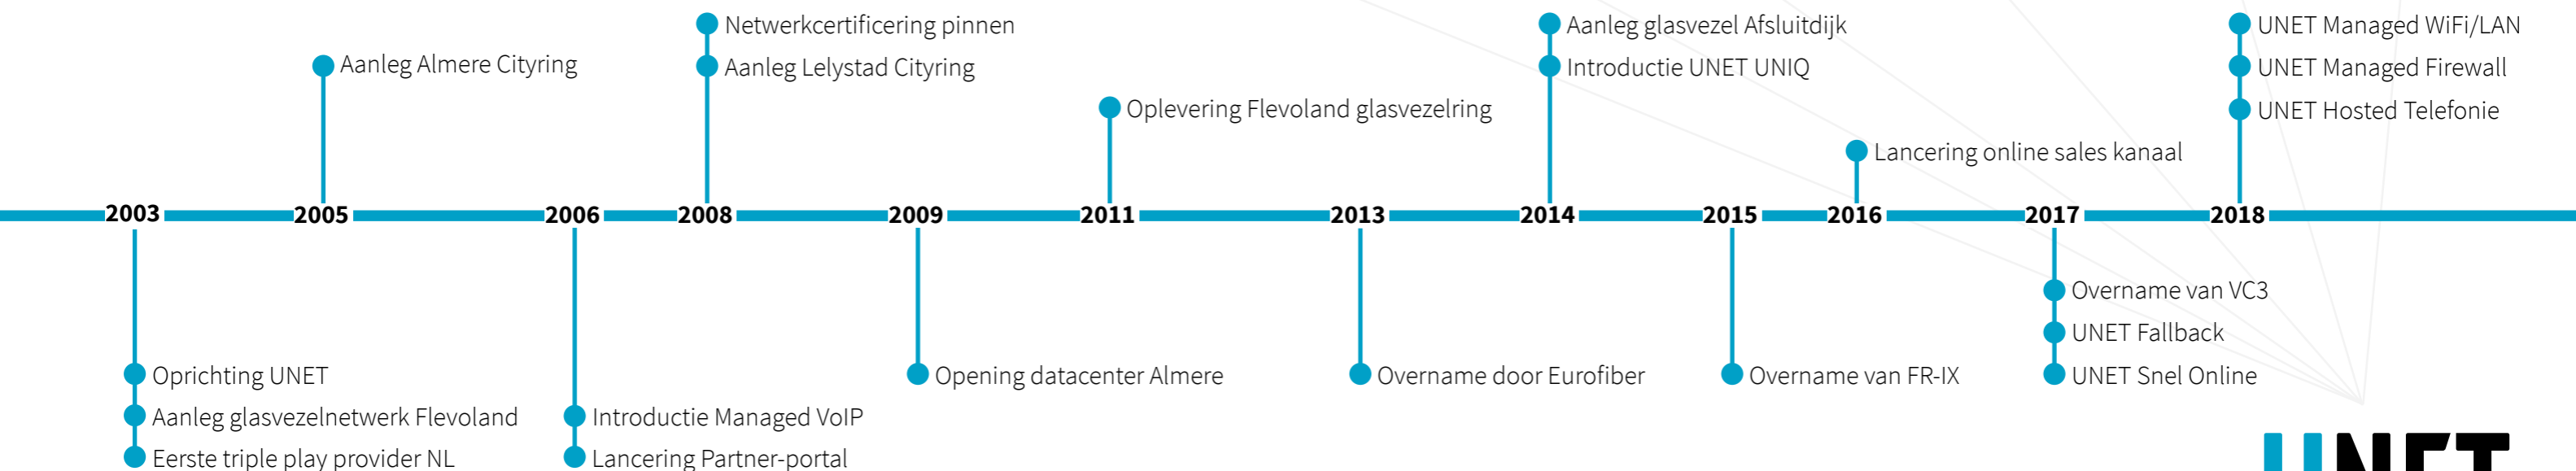 Netwerkcertificering pinnen
Aanleg glasvezel Afsluitdijk
UNET Managed WiFi/LAN
Aanleg Almere Cityring
Aanleg Lelystad Cityring
Introductie UNET UNIQ
UNET Managed Firewall
Oplevering Flevoland glasvezelring
UNET Hosted Telefonie
Lancering online sales kanaal
2003 2005 2006 2008 2009 2011 2013 2014 2015 2016 2017 2018
Overname van VC3
UNET Fallback
Oprichting UNET
Opening datacenter Almere
Overname door Eurofiber
Overname van FR-IX
UNET Snel Online
Aanleg glasvezelnetwerk Flevoland
Introductie Managed VoIP
Eerste triple play provider NL
Lancering Partner-portal
UNET